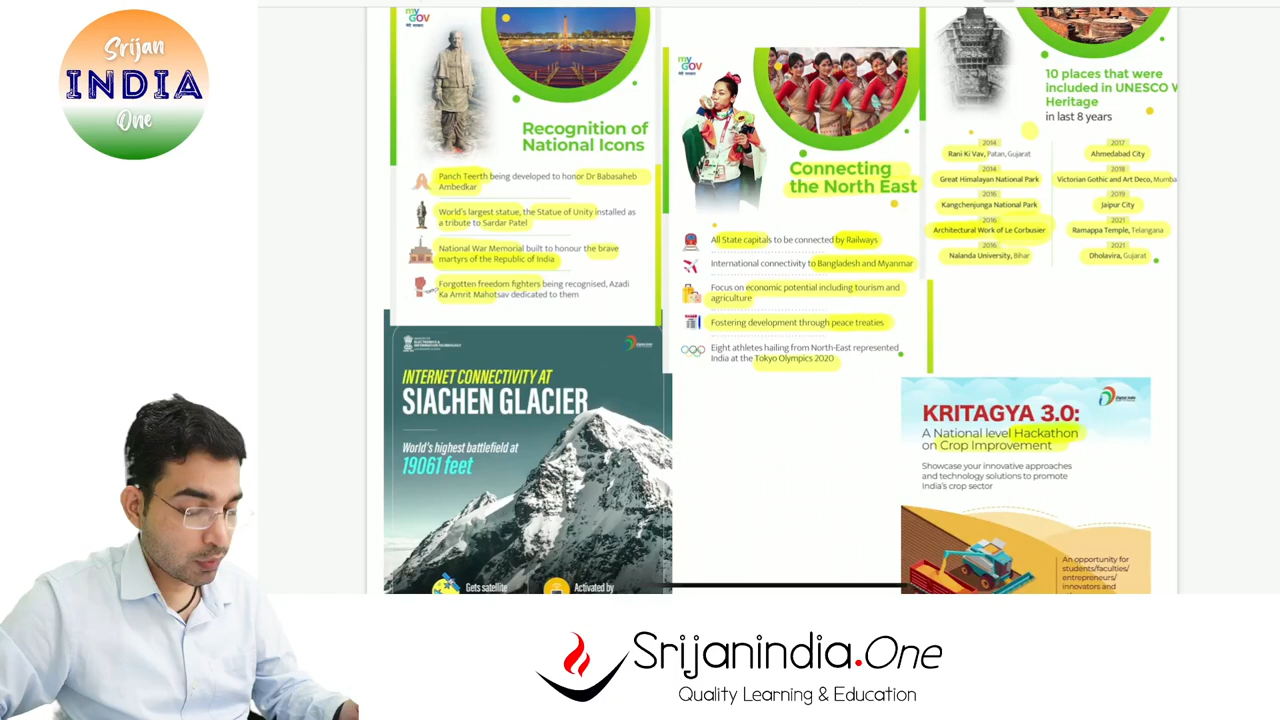 Srijan
INDIA
One
my
GOV
मेरी सरकार
Recognition of
National Icons
Panch Teerth being developed to honor Dr Babasaheb
Ambedkar
World's largest statue, the Statue of Unity installed as
a tribute to Sardar Patel
National War Memorial built to honour the brave
martyrs of the Republic of India
Forgotten freedom fighters being recognised, Azadi
Ka Amrit Mahotsav dedicated to them
my
GOV
मेरी सरकार
Connecting
the North East
All State capitals to be connected by Railways
International connectivity to Bangladesh and Myanmar
Focus on economic potential including tourism and
agriculture
Fostering development through peace treaties
Eight athletes hailing from North-East represented
India at the Tokyo Olympics 2020
10 places that were
included in UNESCO W
Heritage
in last 8 years
2014
Rani Ki Vav, Patan, Gujarat
2014
Great Himalayan National Park
2016
Kangchenjunga National Park
2016
Architectural Work of Le Corbusier
2016
Nalanda University, Bihar
2017
Ahmedabad City
2018
Victorian Gothic and Art Deco, Mumba
2019
Jaipur City
2021
Ramappa Temple, Telangana
2021
Dholavira, Gujarat
INTERNET CONNECTIVITY AT
SIACHEN GLACIER
World's highest battlefield at
19061 feet
Gets satellite
Activated by
Digital India
KRITAGYA 3.0:
A National level Hackathon
on Crop Improvement
Showcase your innovative approaches
and technology solutions to promote
India's crop sector
An opportunity for
students/faculties/
entrepreneurs/
innovators and
Srijanindia.One
Quality Learning & Education